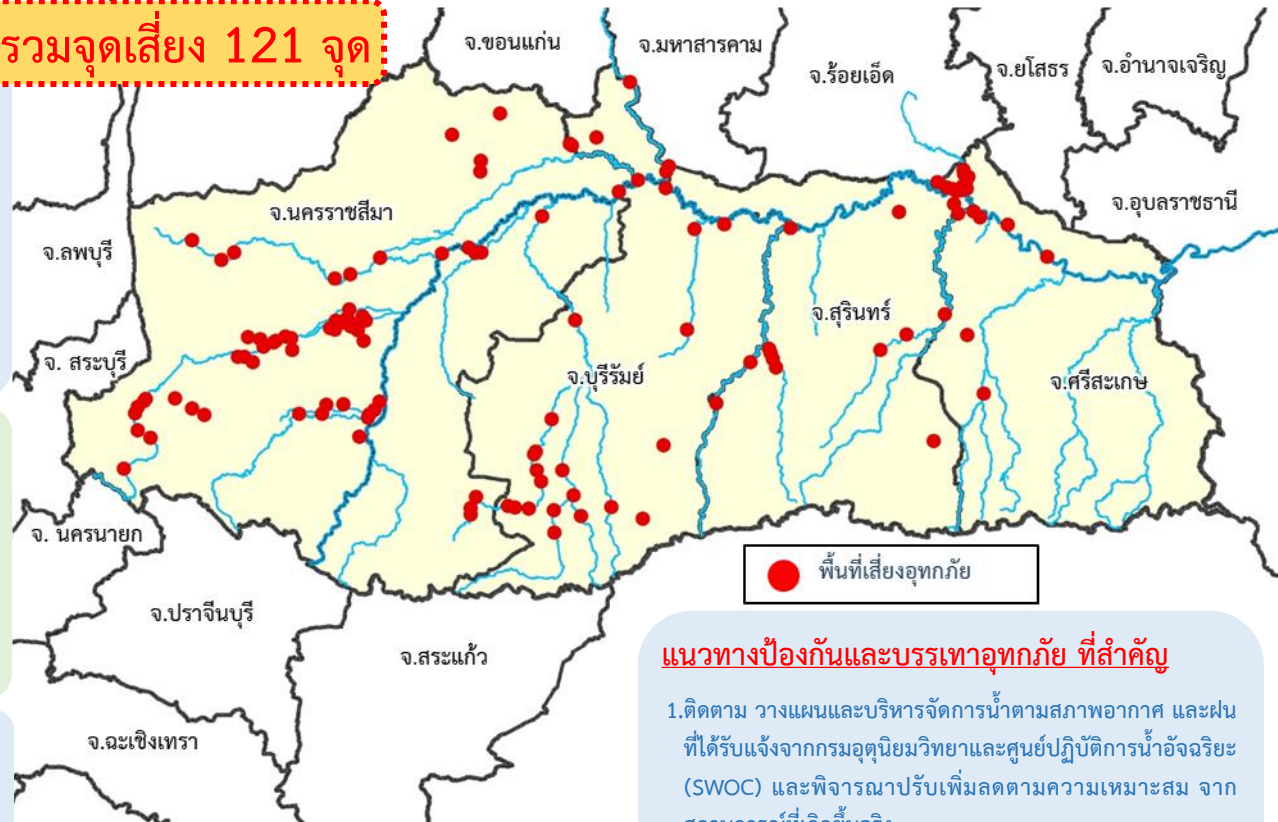 รวมจุดเสี่ยง 121 จุด
จ.ขอนแก่น
จ.มหาสารคาม
จ.ร้อยเอ็ด
จ.ยโสธร
จ.อำนาจเจริญ
จ.นครราชสีมา
จ.อุบลราชธานี
จ.ลพบุรี
จ.สุรินทร์
จ. สระบุรี
จ.บุรีรัมย์
จ.ศรีสะเกษ
จ. นครนายก
พื้นที่เสี่ยงอุทกภัย
จ.ปราจีนบุรี
จ.สระแก้ว
จ.ฉะเชิงเทรา
แนวทางป้องกันและบรรเทาอุทกภัย ที่สำคัญ
1.ติดตาม วางแผนและบริหารจัดการน้ำตามสภาพอากาศ และฝน
ที่ได้รับแจ้งจากกรมอุตุนิยมวิทยาและศูนย์ปฏิบัติการน้ำอัจฉริยะ
(SWOC) และพิจารณาปรับเพิ่มลดตามความเหมาะสม จาก